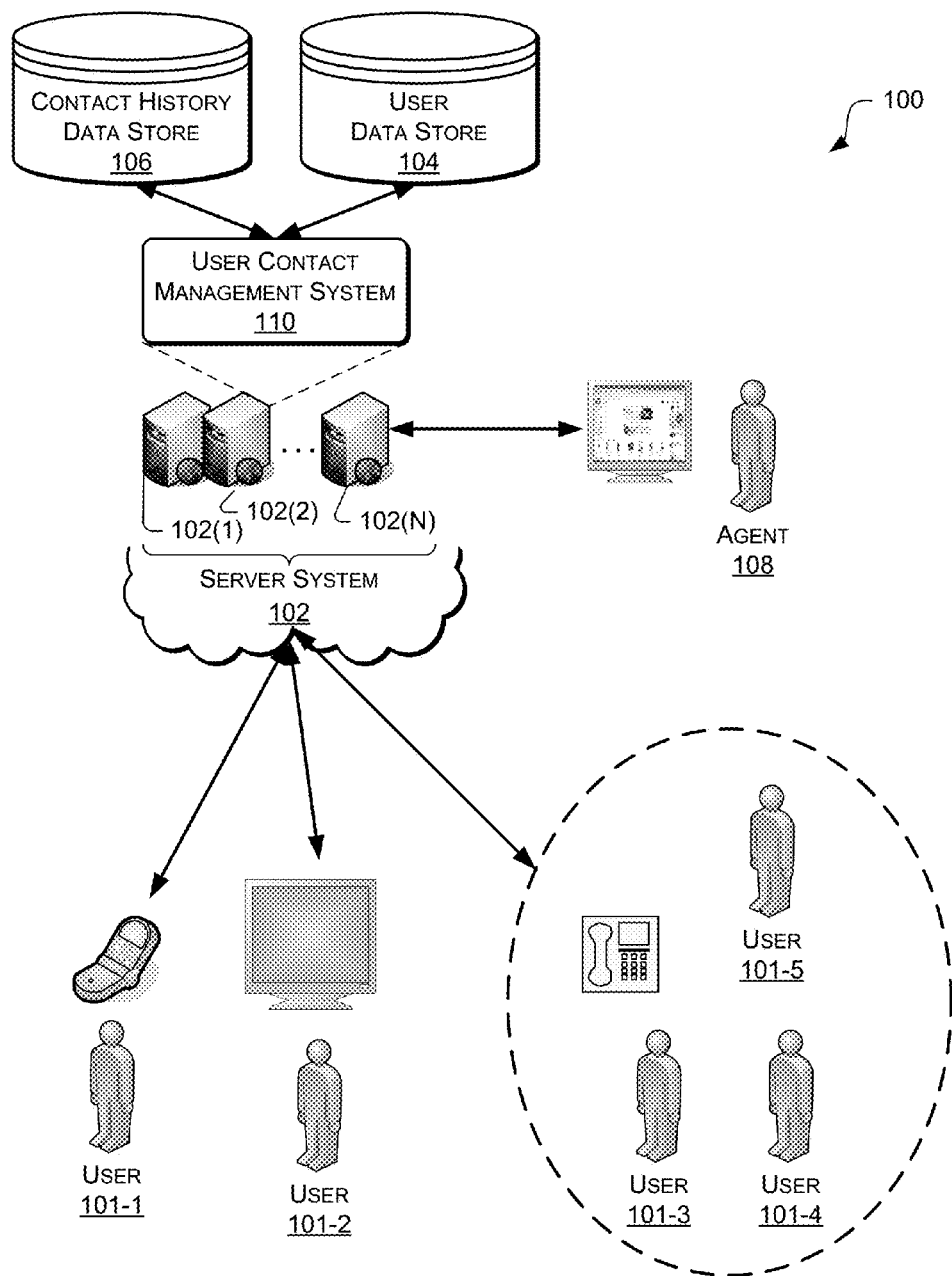 CONTACT HISTORY
DATA STORE
106
USER
DATA STORE
104
100
USER CONTACT
MANAGEMENT SYSTEM
110
...
102(1)
102(2)
102(N)
SERVER SYSTEM
102
AGENT
108
USER
101-1
USER
101-2
USER
101-5
USER
101-3
USER
101-4